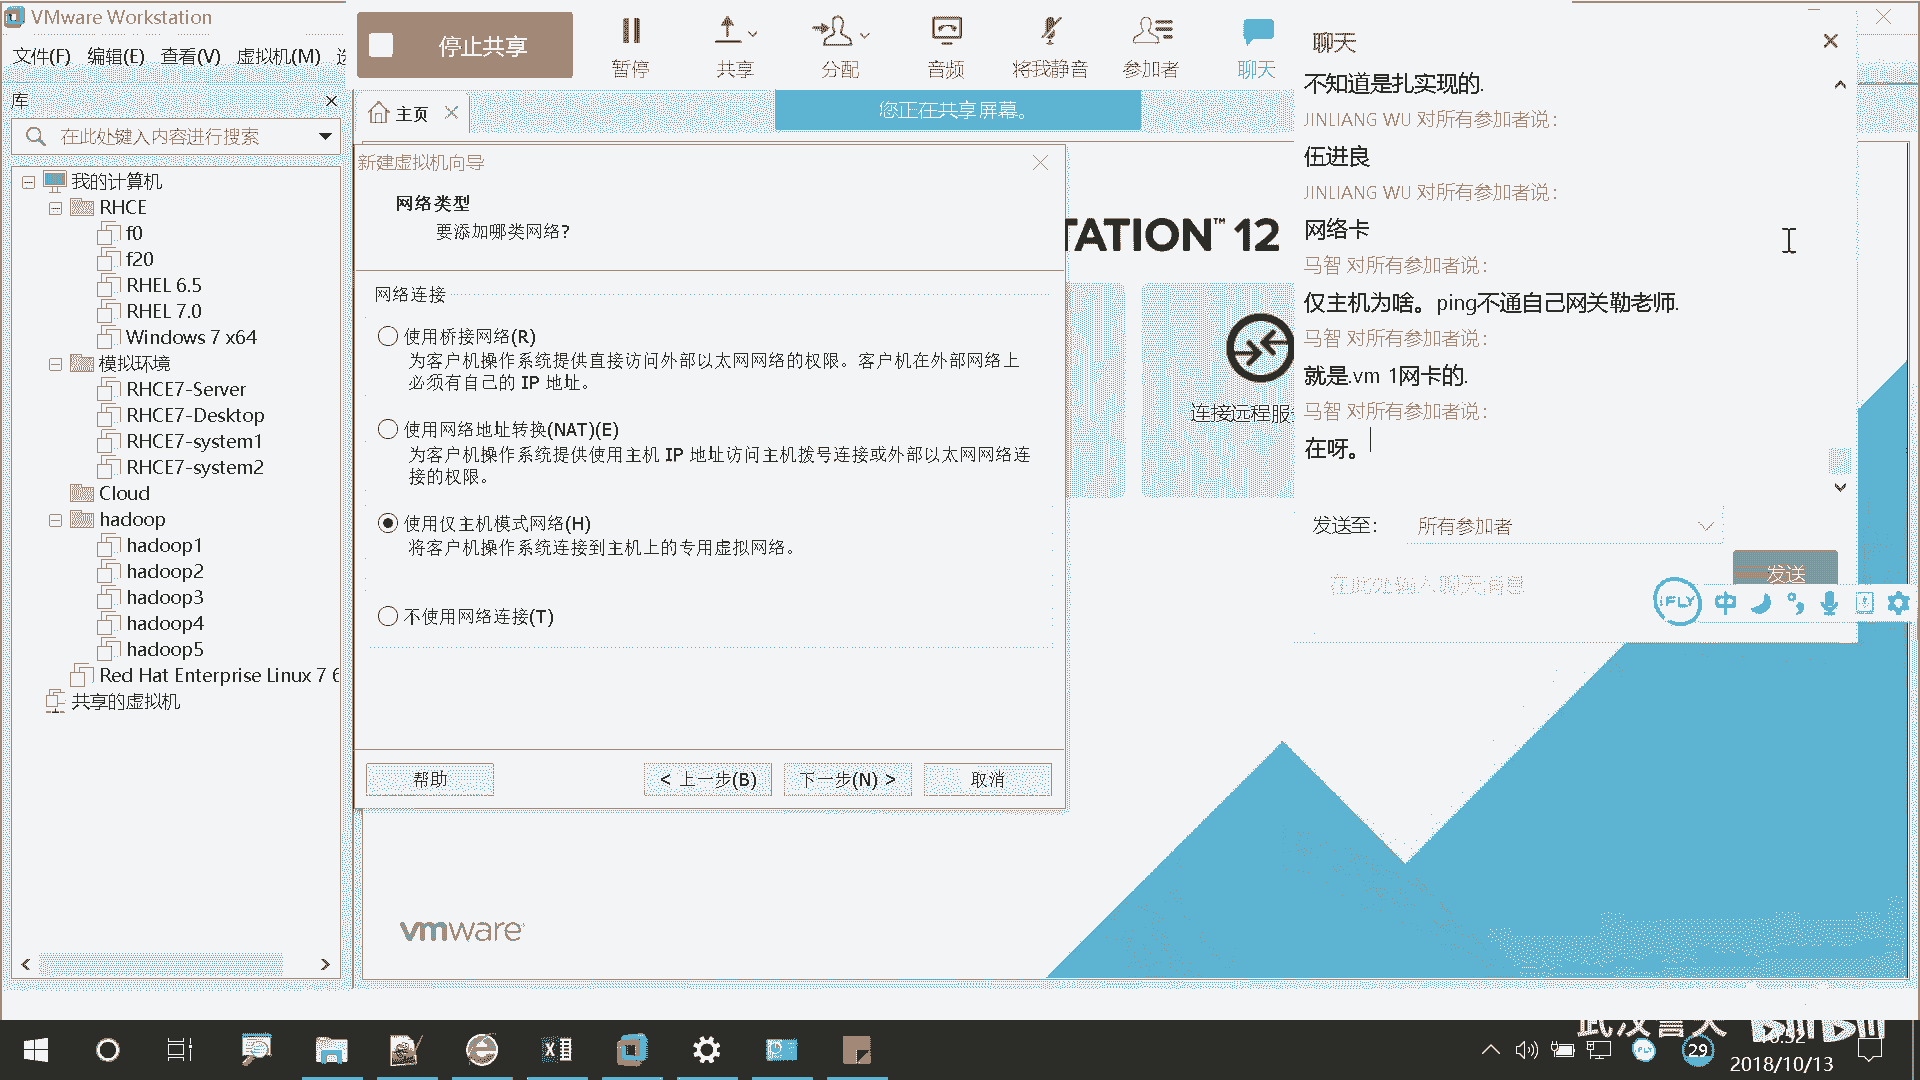 VMware Workstation
文件(F) 编辑(E) 查看(V) 虚拟机(M)
停止共享
暂停
共享
分配
音频
将我静音
参加者
聊天
您正在共享屏幕。
库
在此处键入内容进行搜索
我的计算机
RHCE
f0
f20
RHEL 6.5
RHEL 7.0
Windows 7 x64
模拟环境
RHCE7-Server
RHCE7-Desktop
RHCE7-system1
RHCE7-system2
Cloud
hadoop
hadoop1
hadoop2
hadoop3
hadoop4
hadoop5
Red Hat Enterprise Linux 7 6
共享的虚拟机
主页
新建虚拟机向导
网络类型
要添加哪类网络?
网络连接
使用桥接网络(R)
为客户机操作系统提供直接访问外部以太网网络的权限。客户机在外部网络上
必须有自己的 IP 地址。
使用网络地址转换(NAT)(E)
为客户机操作系统提供使用主机 IP 地址访问主机拨号连接或外部以太网网络连
接的权限。
使用仅主机模式网络(H)
将客户机操作系统连接到主机上的专用虚拟网络。
不使用网络连接(T)
帮助
< 上一步(B)
下一步(N) >
取消
TATION™ 12
连接远程服
vmware
聊天
不知道是扎实现的.
JINLIANG WU 对所有参加者说:
伍进良
JINLIANG WU 对所有参加者说:
网络卡
马智 对所有参加者说:
仅主机为啥。ping不通自己网关勒老师.
马智 对所有参加者说:
就是.vm 1网卡的.
马智 对所有参加者说:
在呀。
发送至:
所有参加者
在此处输入聊天消息
发送
iFLY
中
29
2018/10/13